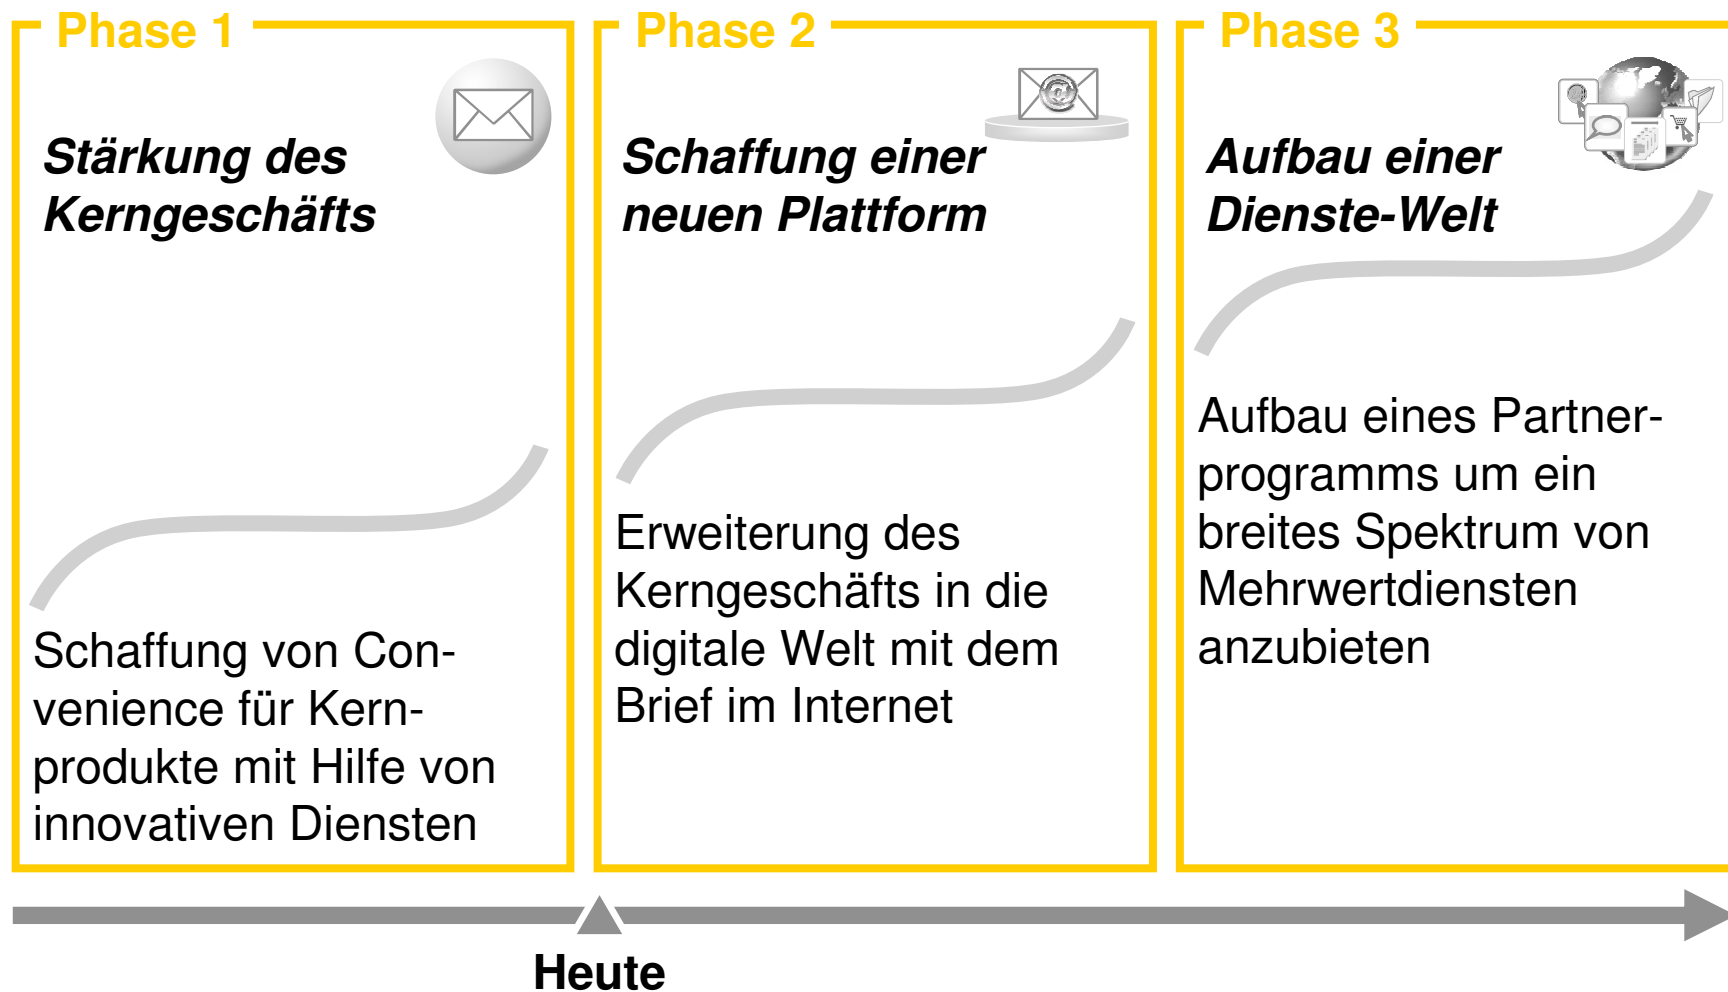 Phase 1
Stärkung des
Kerngeschäfts
Schaffung von Con-
venience für Kern-
produkte mit Hilfe von
innovativen Diensten
Phase 2
@
Schaffung einer
neuen Plattform
Erweiterung des
Kerngeschäfts in die
digitale Welt mit dem
Brief im Internet
Phase 3
Aufbau einer
Dienste-Welt
Aufbau eines Partner-
programms um ein
breites Spektrum von
Mehrwertdiensten
anzubieten
Heute